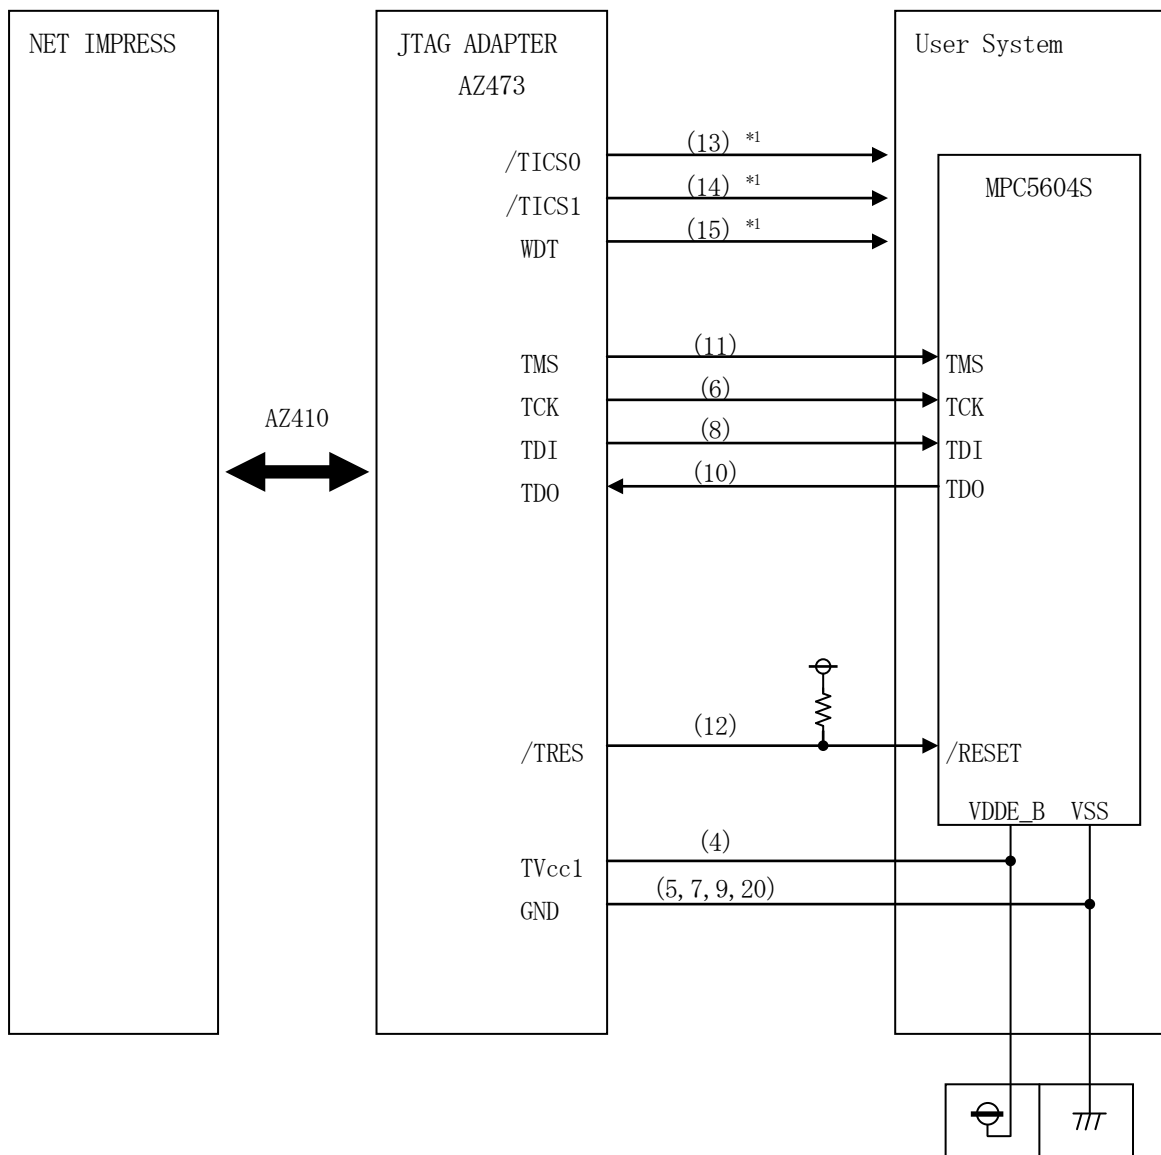 NET IMPRESS
JTAG ADAPTER
AZ473
User System
/TICS0
(13) *1
/TICS1
(14) *1
WDT
(15) *1
MPC5604S
TMS
(11)
TMS
TCK
(6)
TCK
TDI
(8)
TDI
TDO
(10)
TDO
AZ410
/TRES
(12)
/RESET
VDDE_B VSS
TVcc1
(4)
GND
(5, 7, 9, 20)